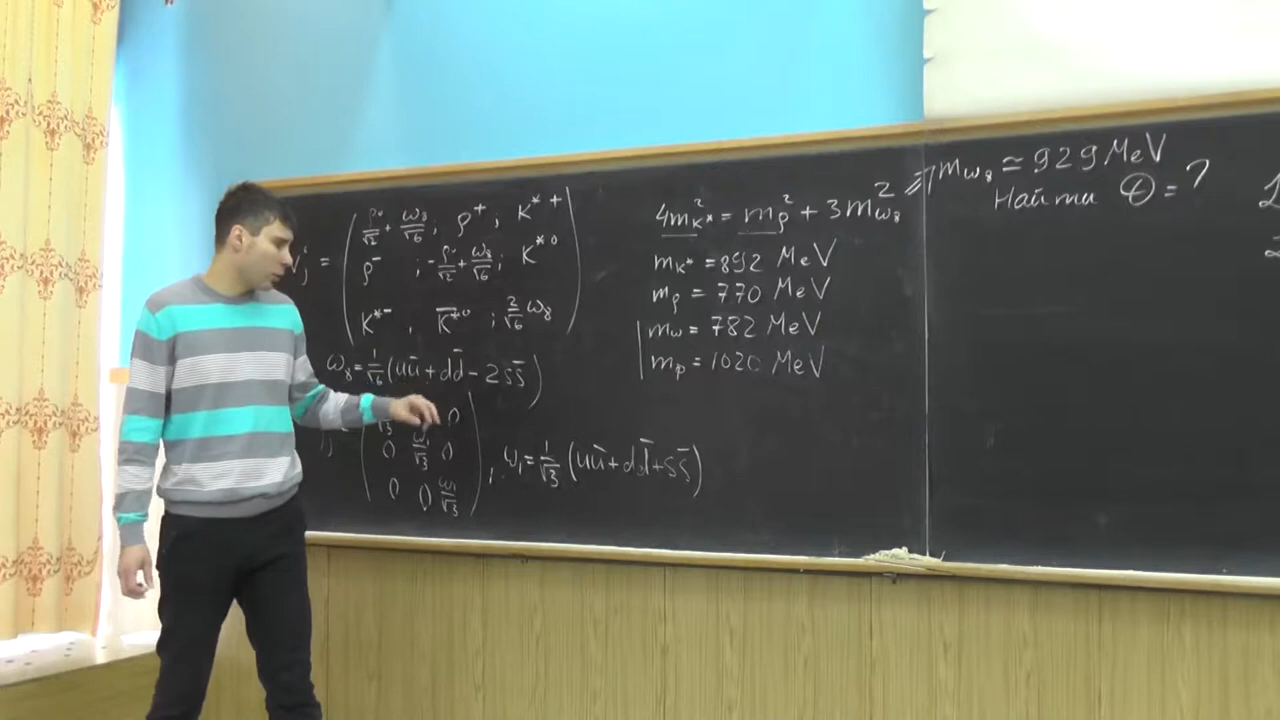 ρ⁰/√2 + ω₈/√6 ; ρ⁺ ; K*⁺
j = ρ⁻ ; -ρ⁰/√2 + ω₈/√6 ; K*⁰
K*⁻ , K̄*⁰ ; 2/√6 ω₈
ω₈ = 1/√6 (uū + dd̄ - 2ss̄)
√3 0
0 ω₁/√3 0
0 0 ω₁/√3 , ω₁ = 1/√3 (uū + dd̄ + ss̄)
4m²K* = m²ρ + 3m²ω₈ ⇒
mK* = 892 MeV
mρ = 770 MeV
mω = 782 MeV
mφ = 1020 MeV
mω₈ ≃ 929 MeV
Найти Θ = ?